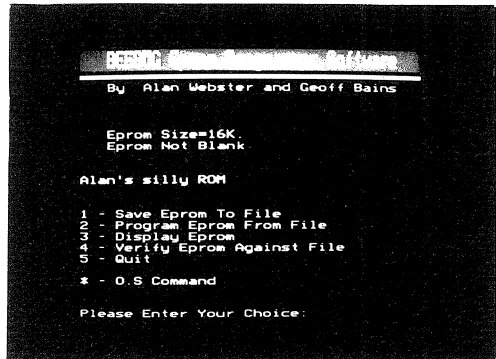 Software
By Alan Webster and Geoff Bains
Eprom Size=16K.
Eprom Not Blank
Alan's silly ROM
1 - Save Eprom To File
2 - Program Eprom From File
3 - Display Eprom
4 - Verify Eprom Against File
5 - Quit
* - O.S Command
Please Enter Your Choice: